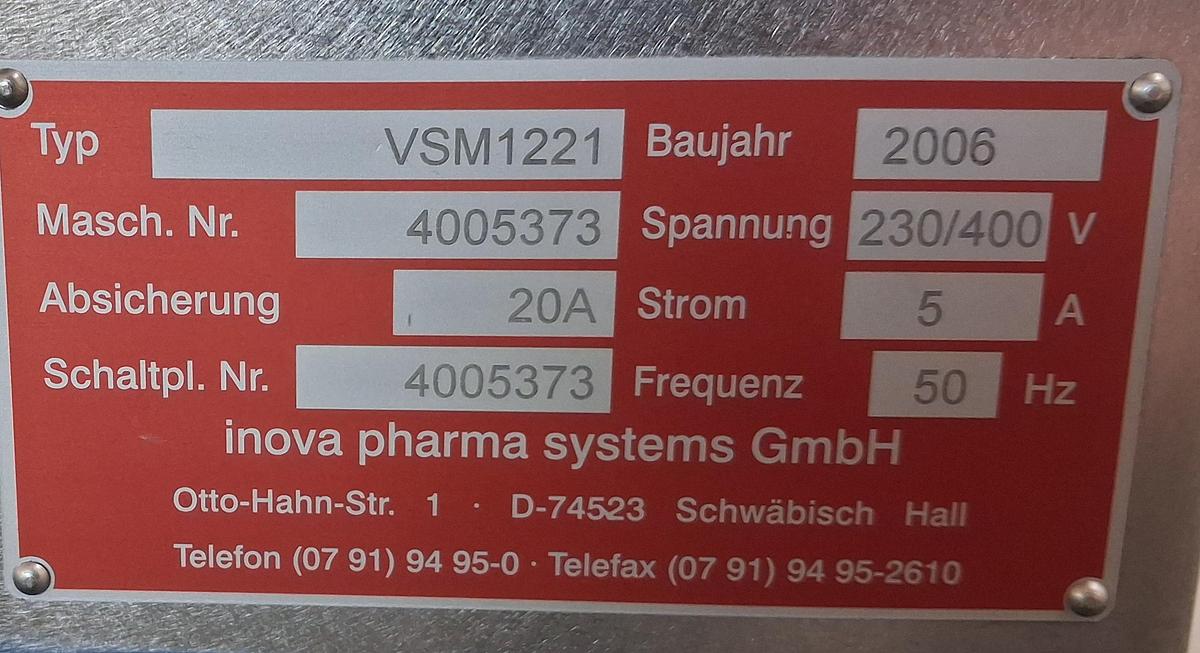 Typ VSM1221 Baujahr 2006
Masch. Nr. 4005373 Spannung 230/400 V
Absicherung 20A Strom 5 A
Schaltpl. Nr. 4005373 Frequenz 50 Hz
inova pharma systems GmbH
Otto-Hahn-Str. 1 · D-74523 Schwäbisch Hall
Telefon (07 91) 94 95-0 · Telefax (07 91) 94 95-2610